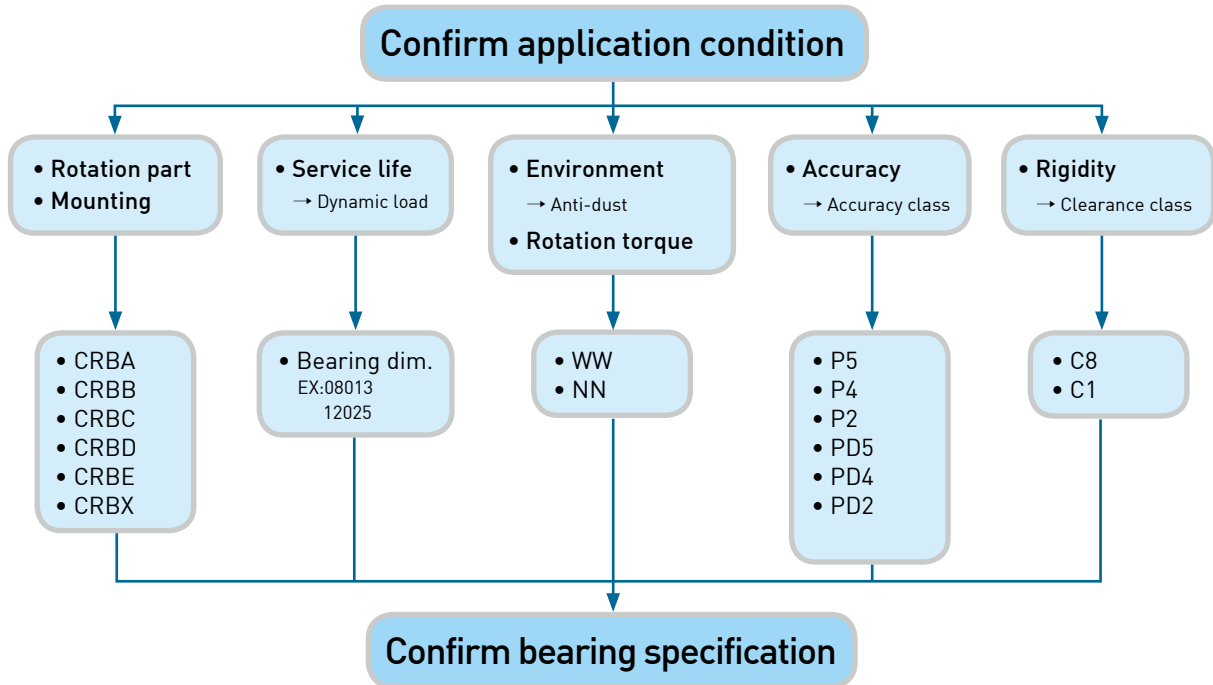 Confirm application condition
• Rotation part
• Mounting
• Service life
→ Dynamic load
• Environment
→ Anti-dust
• Rotation torque
• Accuracy
→ Accuracy class
• Rigidity
→ Clearance class
• CRBA
• CRBB
• CRBC
• CRBD
• CRBE
• CRBX
• Bearing dim.
EX:08013
12025
• WW
• NN
• P5
• P4
• P2
• PD5
• PD4
• PD2
• C8
• C1
Confirm bearing specification